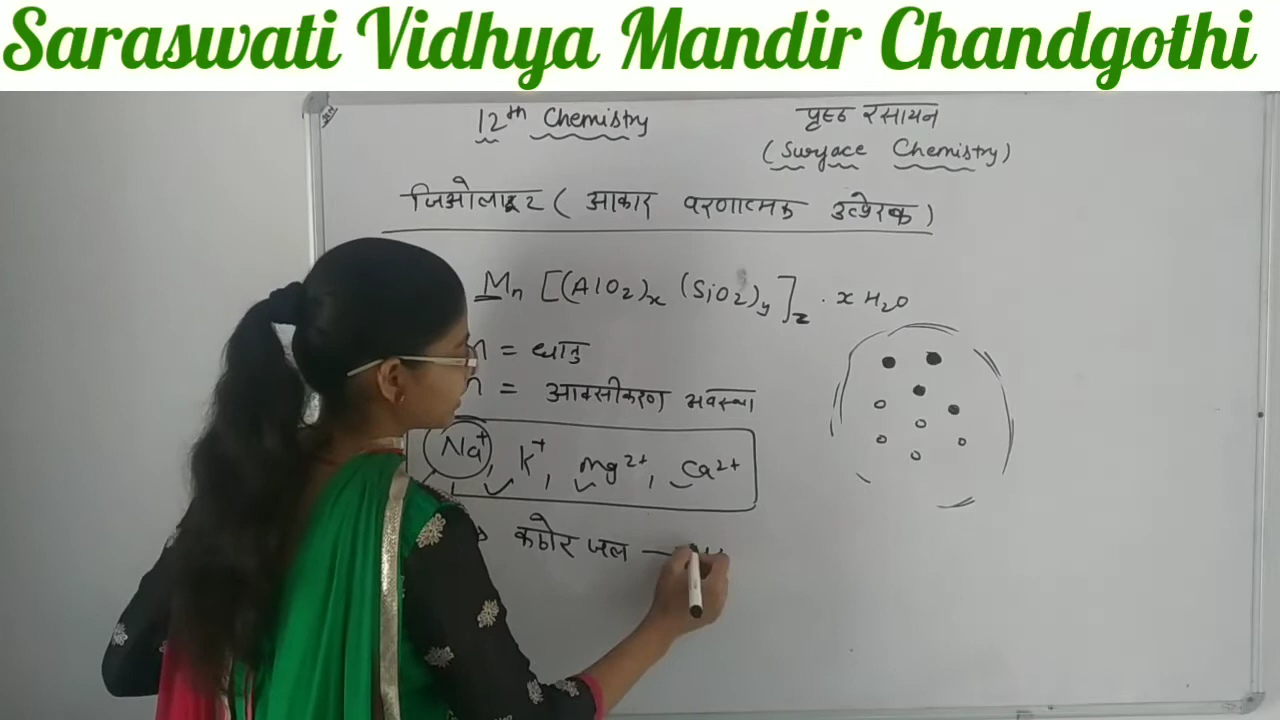 Saraswati Vidhya Mandir Chandgothi
12th Chemistry
पृष्ठ रसायन
(Suryace Chemistry)
जिओलाइट ( आकार वरणात्मक उत्प्रेरक )
Mn [(AlO2)x (SiO2)y]z . x H2O
= धातु
n = आक्सीकरण अवस्था
Na+, K+, mg2+, Ca2+
कठोर जल —